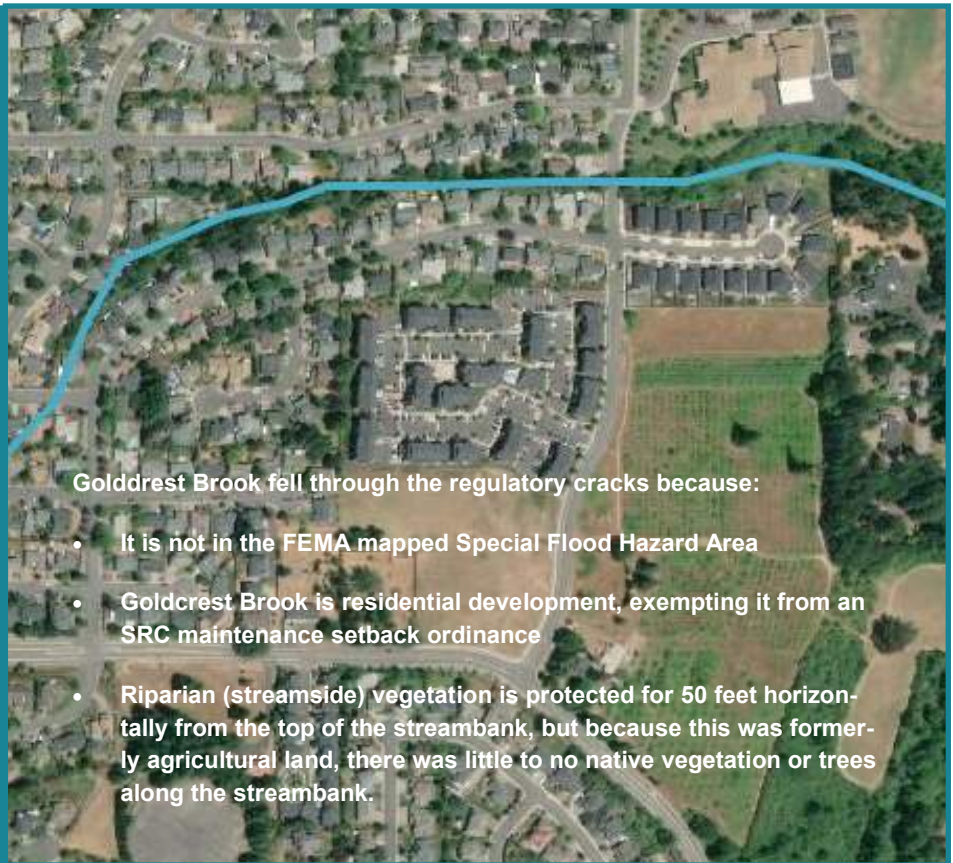 Golddrest Brook fell through the regulatory cracks because:
• It is not in the FEMA mapped Special Flood Hazard Area
• Goldcrest Brook is residential development, exempting it from an
SRC maintenance setback ordinance
• Riparian (streamside) vegetation is protected for 50 feet horizon-
tally from the top of the streambank, but because this was former-
ly agricultural land, there was little to no native vegetation or trees
along the streambank.